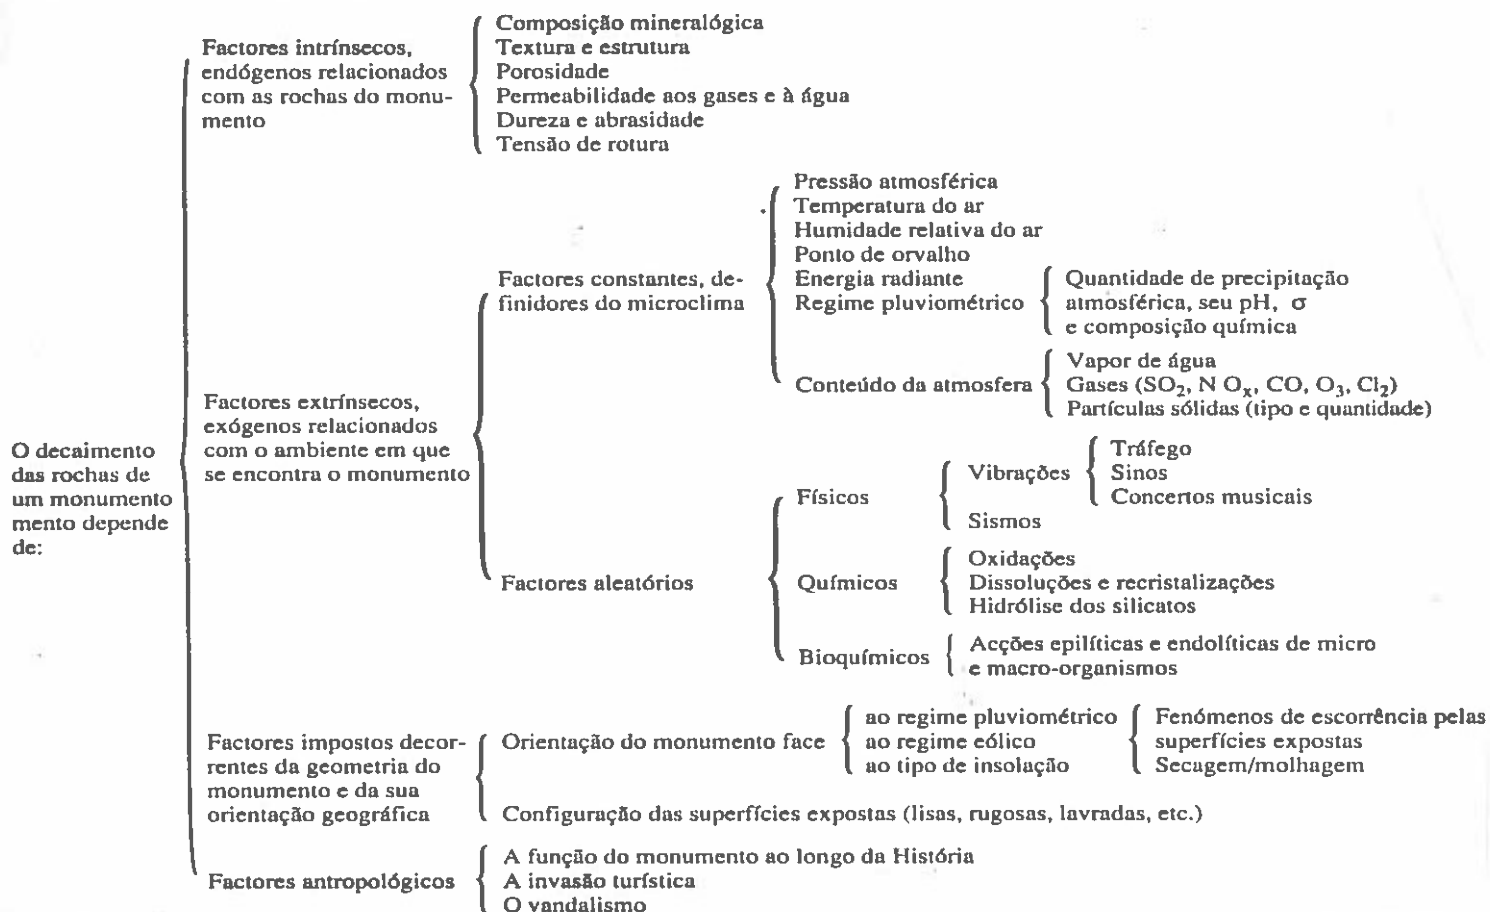 O decaimento
das rochas de
um monumento
mento depende
de:
Factores intrínsecos,
endógenos relacionados
com as rochas do monu-
mento
Composição mineralógica
Textura e estrutura
Porosidade
Permeabilidade aos gases e à água
Dureza e abrasidade
Tensão de rotura
Factores extrínsecos,
exógenos relacionados
com o ambiente em que
se encontra o monumento
Factores constantes, de-
finidores do microclima
Pressão atmosférica
Temperatura do ar
Humidade relativa do ar
Ponto de orvalho
Energia radiante
Regime pluviométrico
Quantidade de precipitação
atmosférica, seu pH, σ
e composição química
Conteúdo da atmosfera
Vapor de água
Gases (SO₂, N Oₓ, CO, O₃, Cl₂)
Partículas sólidas (tipo e quantidade)
Factores aleatórios
Físicos
Vibrações
Tráfego
Sinos
Concertos musicais
Sismos
Químicos
Oxidações
Dissoluções e recristalizações
Hidrólise dos silicatos
Bioquímicos
Acções epilíticas e endolíticas de micro
e macro-organismos
Factores impostos decor-
rentes da geometria do
monumento e da sua
orientação geográfica
Orientação do monumento face
ao regime pluviométrico
ao regime eólico
ao tipo de insolação
Fenómenos de escorrência pelas
superfícies expostas
Secagem/molhagem
Configuração das superfícies expostas (lisas, rugosas, lavradas, etc.)
Factores antropológicos
A função do monumento ao longo da História
A invasão turística
O vandalismo